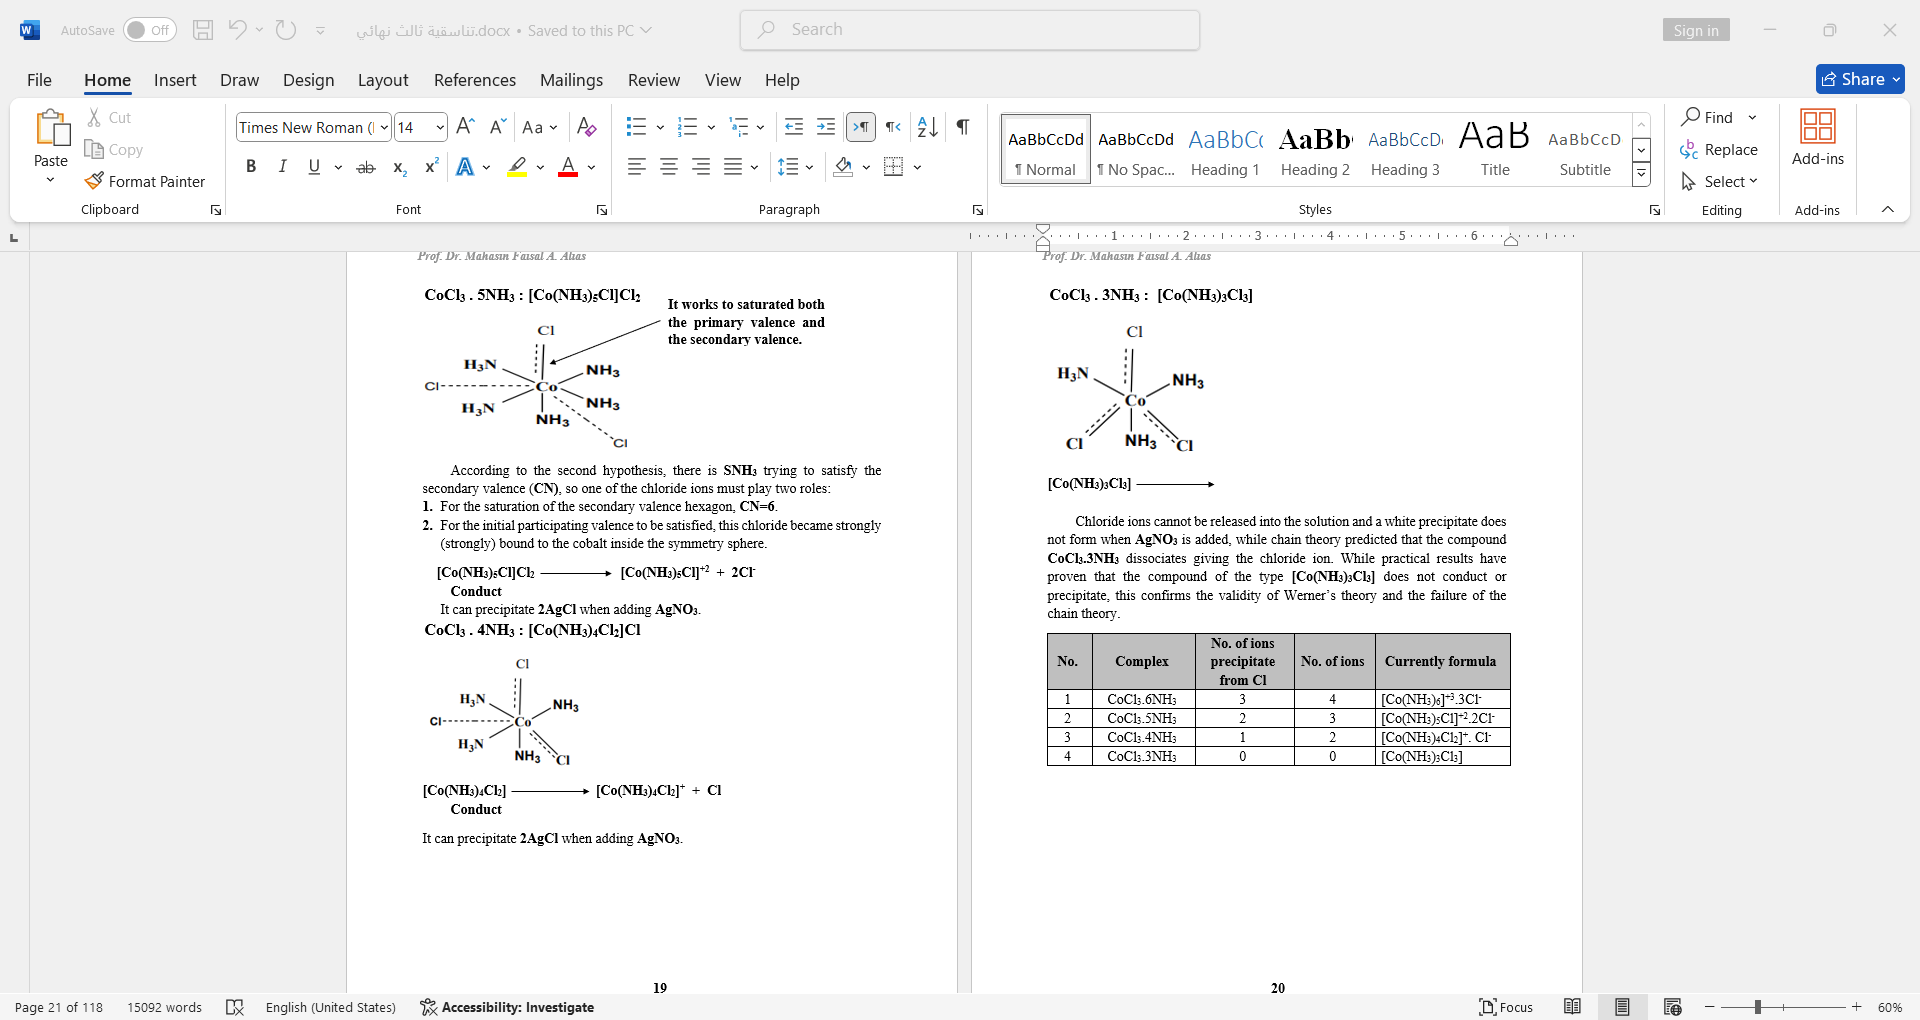 AutoSave Off تناسقية ثالث نهائي.docx • Saved to this PC Search Sign in
File Home Insert Draw Design Layout References Mailings Review View Help Share
Paste Cut Copy Format Painter
Times New Roman ( 14 Aa
AaBbCcDd AaBbCcDd AaBbCc AaBb AaBbCcD AaB AaBbCcD
¶ Normal ¶ No Spac... Heading 1 Heading 2 Heading 3 Title Subtitle
Find Replace Select
Add-ins
Clipboard Font Paragraph Styles Editing Add-ins
1 2 3 4 5 6
Prof. Dr. Mahasin Faisal A. Alias
CoCl₃ . 5NH₃ : [Co(NH₃)₅Cl]Cl₂
It works to saturated both
the primary valence and
the secondary valence.
Cl
H₃N NH₃
Cl Co
H₃N NH₃
NH₃
Cl
According to the second hypothesis, there is SNH₃ trying to satisfy the
secondary valence (CN), so one of the chloride ions must play two roles:
1. For the saturation of the secondary valence hexagon, CN=6.
2. For the initial participating valence to be satisfied, this chloride became strongly
(strongly) bound to the cobalt inside the symmetry sphere.
[Co(NH₃)₅Cl]Cl₂ ⟶ [Co(NH₃)₅Cl]⁺² + 2Cl⁻
Conduct
It can precipitate 2AgCl when adding AgNO₃.
CoCl₃ . 4NH₃ : [Co(NH₃)₄Cl₂]Cl
Cl
H₃N NH₃
Cl Co
H₃N
NH₃ Cl
[Co(NH₃)₄Cl₂] ⟶ [Co(NH₃)₄Cl₂]⁺ + Cl
Conduct
It can precipitate 2AgCl when adding AgNO₃.
19
Prof. Dr. Mahasin Faisal A. Alias
CoCl₃ . 3NH₃ : [Co(NH₃)₃Cl₃]
Cl
H₃N NH₃
Co
Cl NH₃ Cl
[Co(NH₃)₃Cl₃] ⟶
Chloride ions cannot be released into the solution and a white precipitate does
not form when AgNO₃ is added, while chain theory predicted that the compound
CoCl₃.3NH₃ dissociates giving the chloride ion. While practical results have
proven that the compound of the type [Co(NH₃)₃Cl₃] does not conduct or
precipitate, this confirms the validity of Werner’s theory and the failure of the
chain theory.
No. Complex No. of ions precipitate from Cl No. of ions Currently formula
1 CoCl₃.6NH₃ 3 4 [Co(NH₃)₆]⁺³.3Cl⁻
2 CoCl₃.5NH₃ 2 3 [Co(NH₃)₅Cl]⁺².2Cl⁻
3 CoCl₃.4NH₃ 1 2 [Co(NH₃)₄Cl₂]⁺. Cl⁻
4 CoCl₃.3NH₃ 0 0 [Co(NH₃)₃Cl₃]
20
Page 21 of 118 15092 words English (United States) Accessibility: Investigate Focus 60%